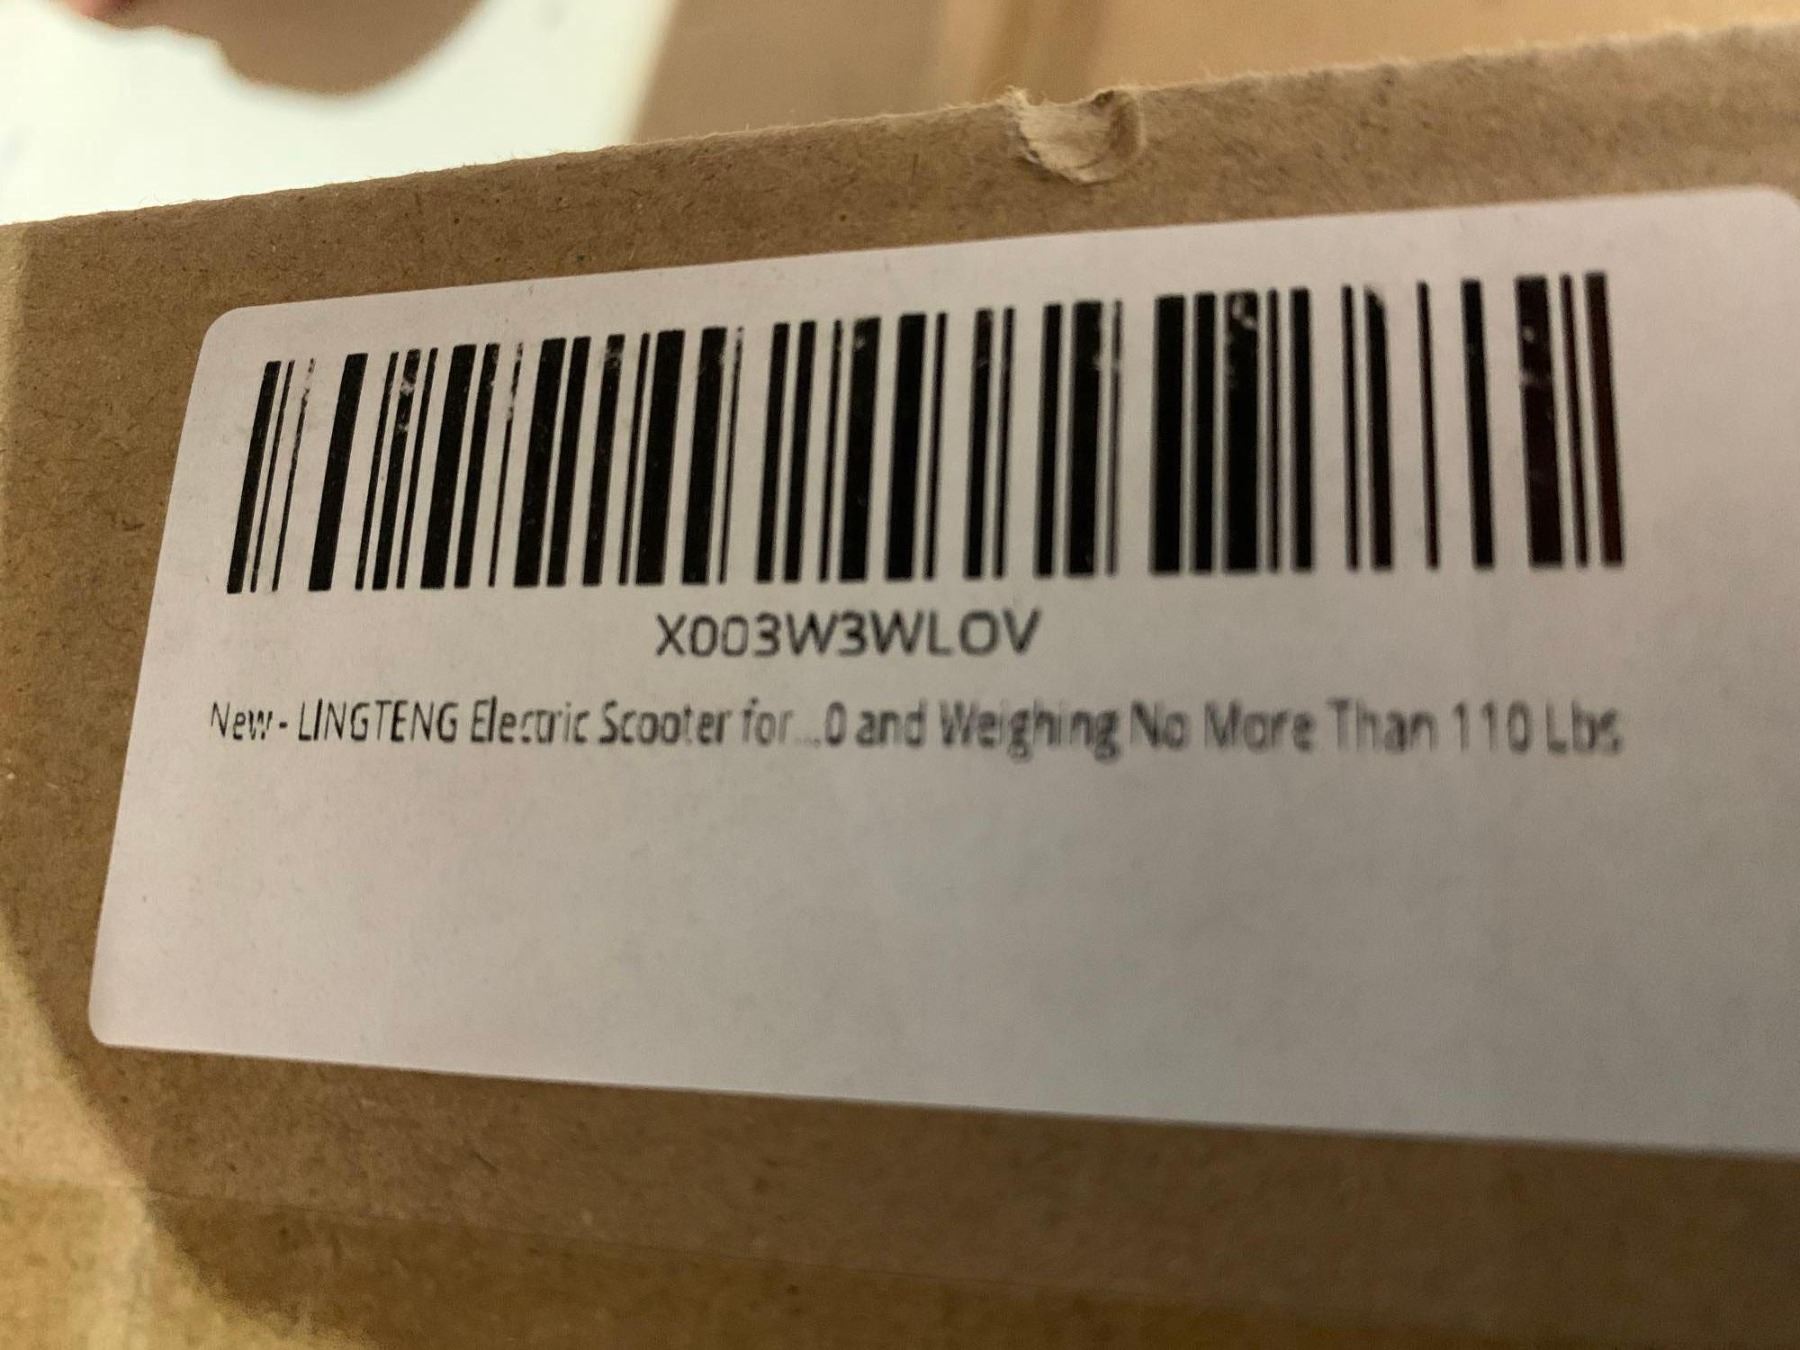 X003W3WLOV
New - LINGTENG Electric Scooter for...0 and Weighing No More Than 110 Lbs